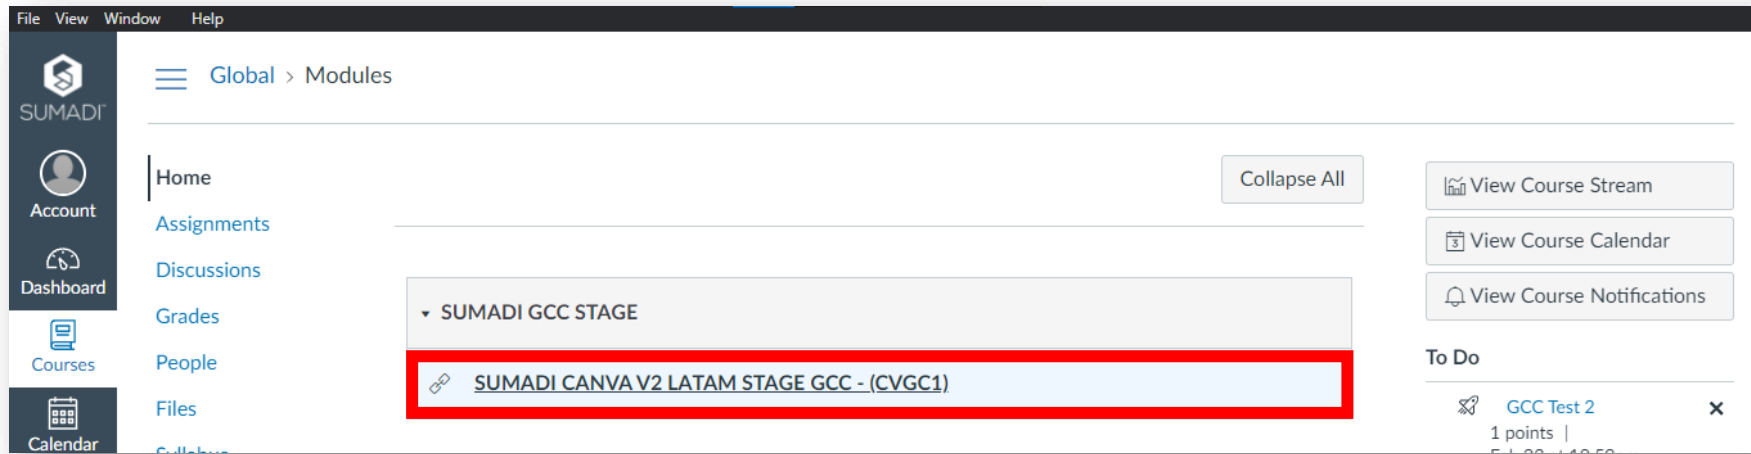 File View Window Help
SUMADI
Account
Dashboard
Courses
Calendar
Global > Modules
Home
Assignments
Discussions
Grades
People
Files
Syllabus
Collapse All
SUMADI GCC STAGE
SUMADI CANVA V2 LATAM STAGE GCC - (CVGC1)
View Course Stream
3 View Course Calendar
View Course Notifications
To Do
GCC Test 2
1 points |